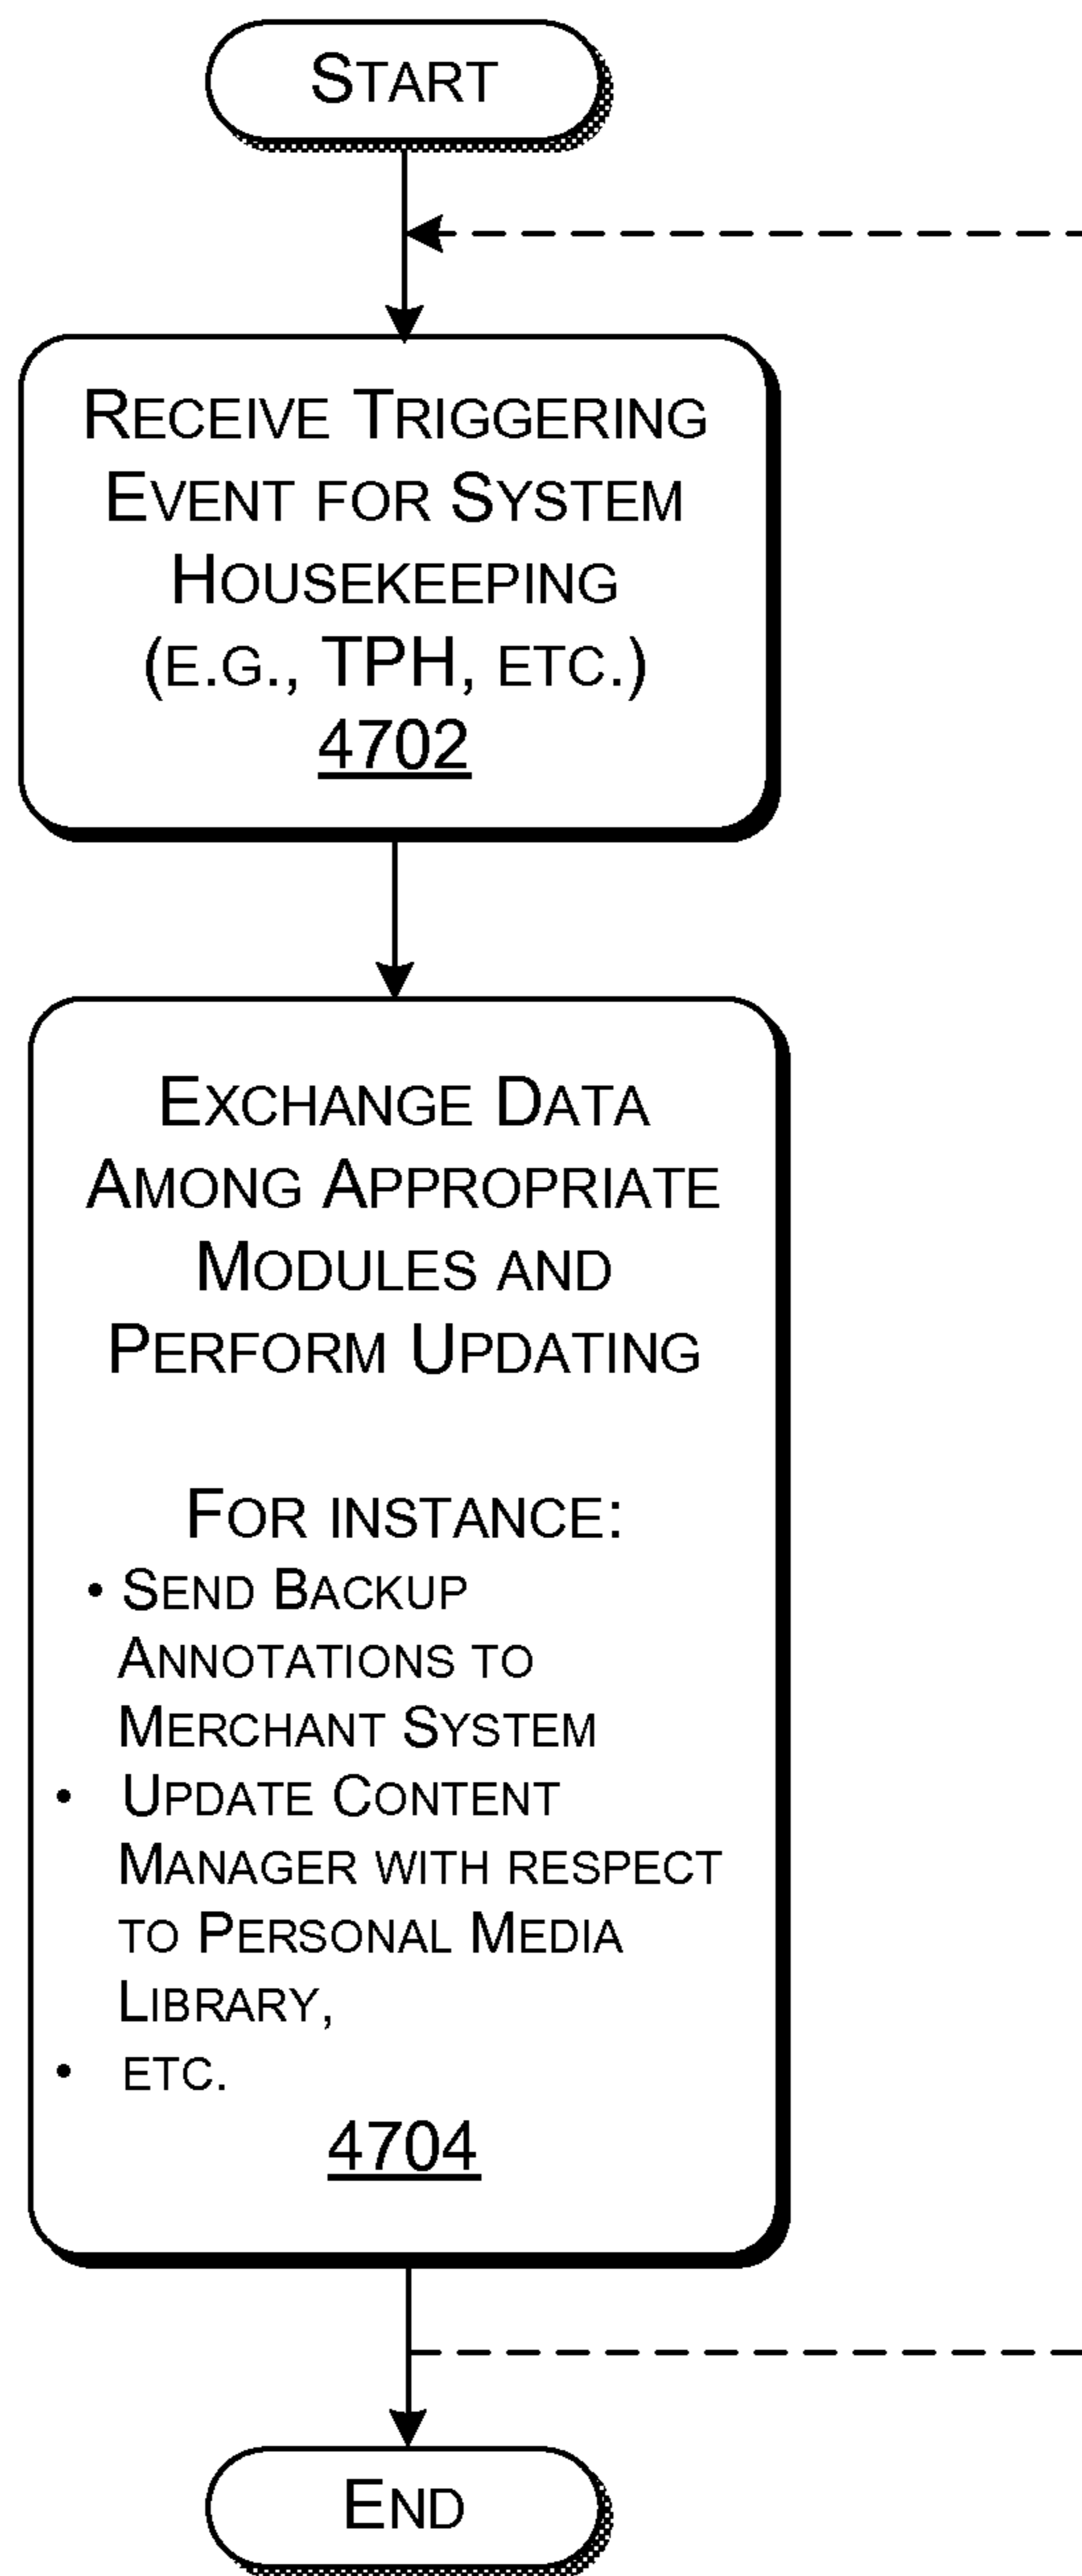 START
RECEIVE TRIGGERING
EVENT FOR SYSTEM
HOUSEKEEPING
(E.G., TPH, ETC.)
4702
EXCHANGE DATA
AMONG APPROPRIATE
MODULES AND
PERFORM UPDATING
FOR INSTANCE:
• SEND BACKUP
ANNOTATIONS TO
MERCHANT SYSTEM
• UPDATE CONTENT
MANAGER WITH RESPECT
TO PERSONAL MEDIA
LIBRARY,
• ETC.
4704
END